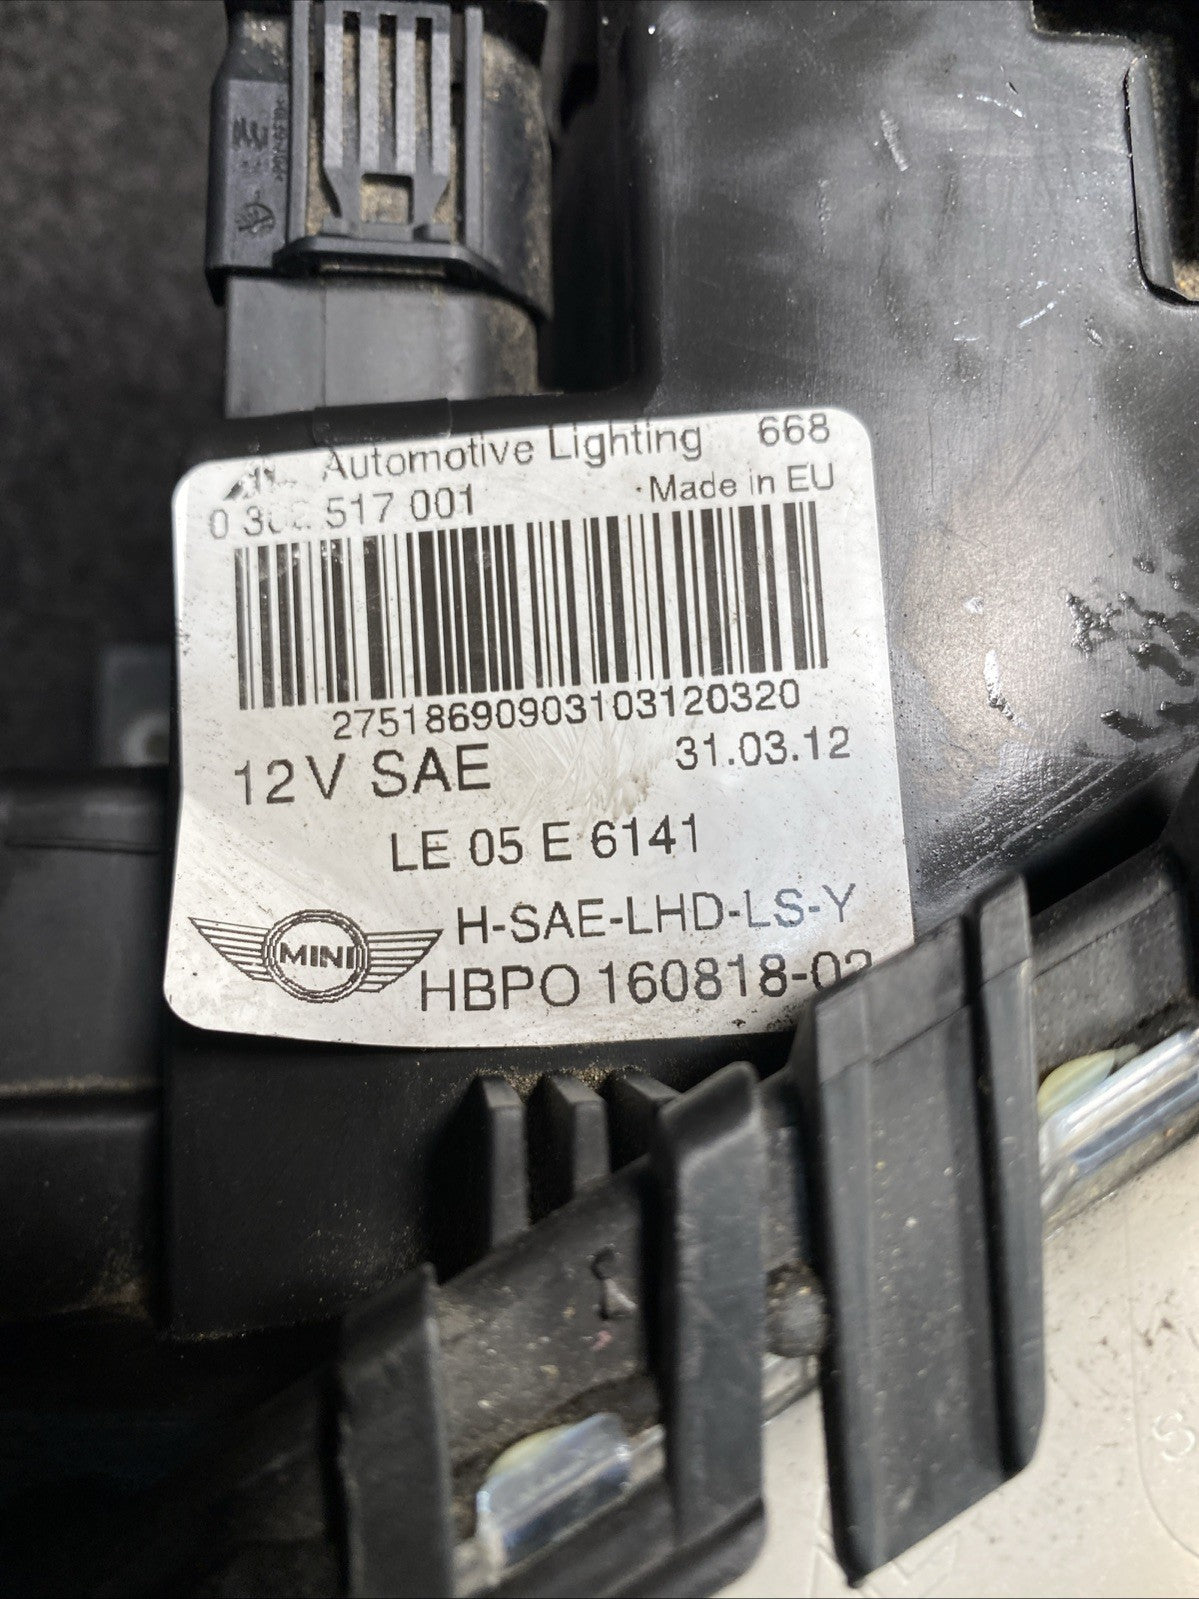 Automotive Lighting 668
517 001 Made in EU
27518690903103120320
12V SAE 31.03.12
LE 05 E 6141
H-SAE-LHD-LS-Y
MINI
HBPO